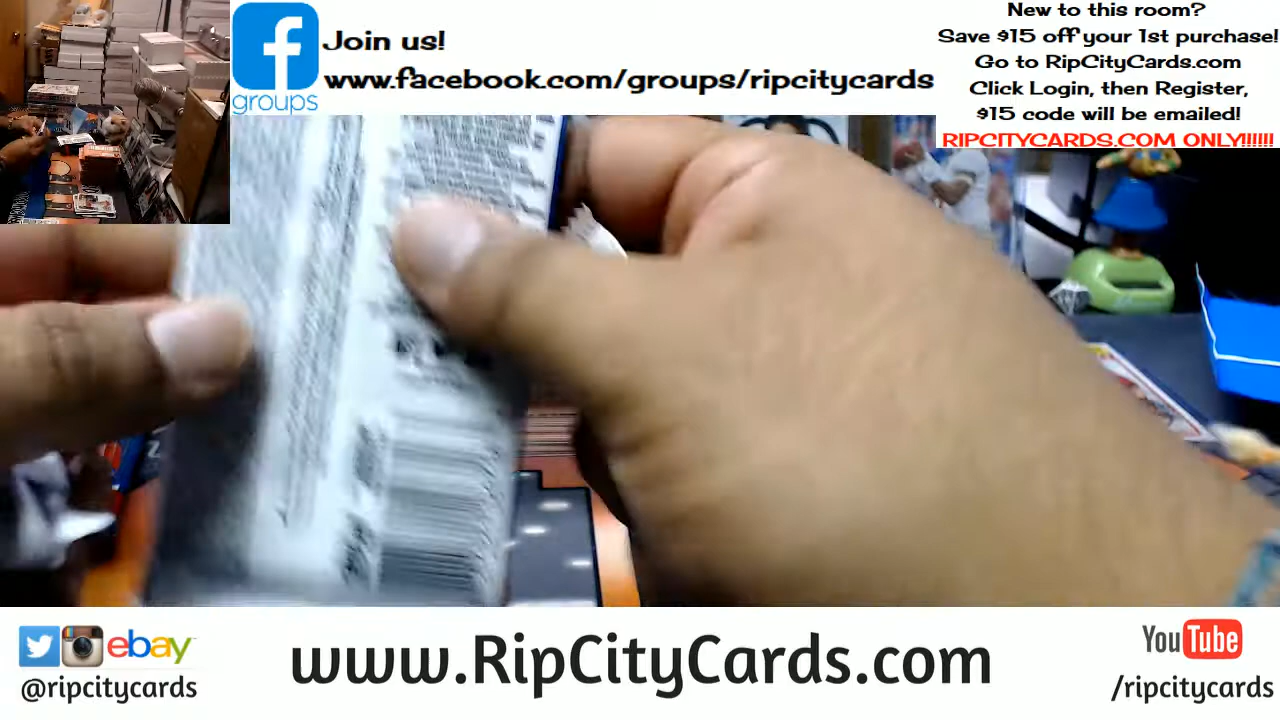 Join us!
www.facebook.com/groups/ripcitycards
groups
New to this room?
Save $15 off your 1st purchase!
Go to RipCityCards.com
Click Login, then Register,
$15 code will be emailed!
RIPCITYCARDS.COM ONLY!!!!!!
ebay
@ripcitycards
www.RipCityCards.com
YouTube
/ripcitycards